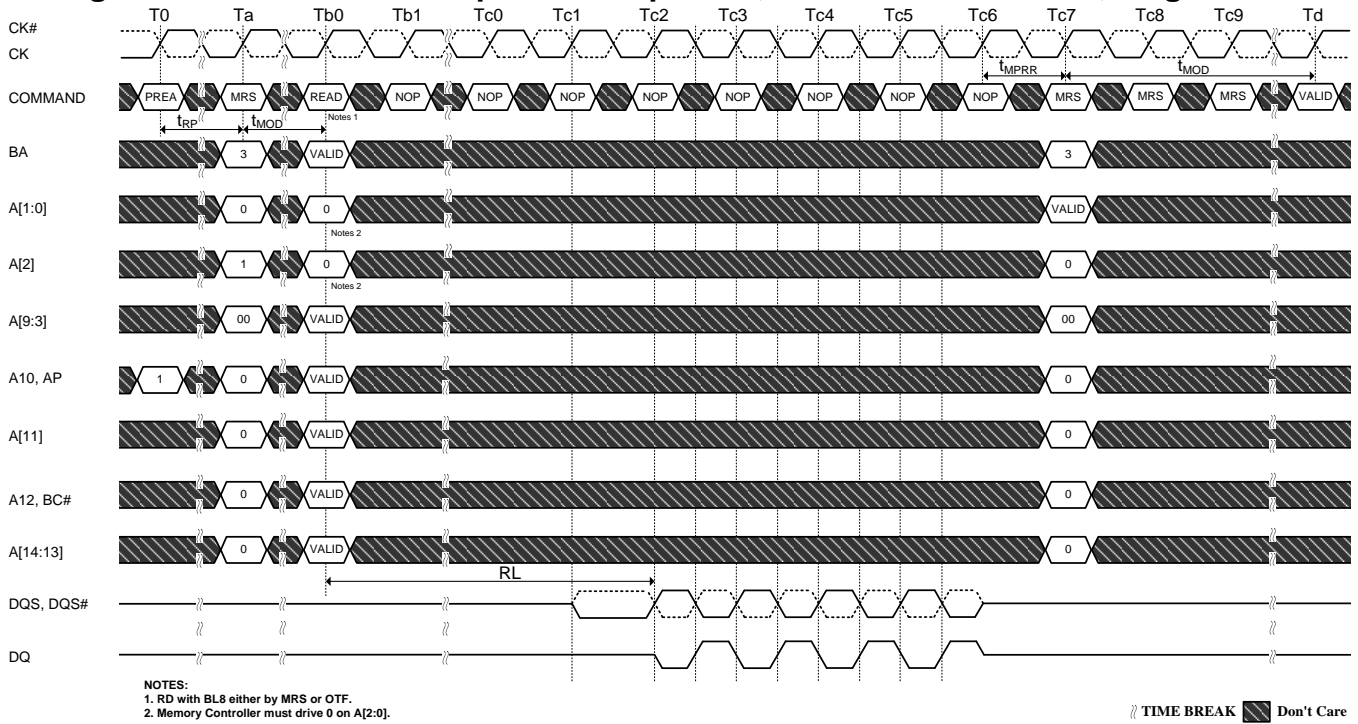 T0 Ta Tb0 Tb1 Tc0 Tc1 Tc2 Tc3 Tc4 Tc5 Tc6 Tc7 Tc8 Tc9 Td
CK#
CK
tMPRR tMOD
COMMAND PREA MRS READ NOP NOP NOP NOP NOP NOP NOP NOP MRS MRS MRS VALID
Notes 1
tRP tMOD
BA 3 VALID 3
A[1:0] 0 0 VALID
Notes 2
A[2] 1 0 0
Notes 2
A[9:3] 00 VALID 00
A10, AP 1 0 VALID 0
A[11] 0 VALID 0
A12, BC# 0 VALID 0
A[14:13] 0 VALID 0
RL
DQS, DQS#
DQ
NOTES:
1. RD with BL8 either by MRS or OTF.
2. Memory Controller must drive 0 on A[2:0].
TIME BREAK Don't Care